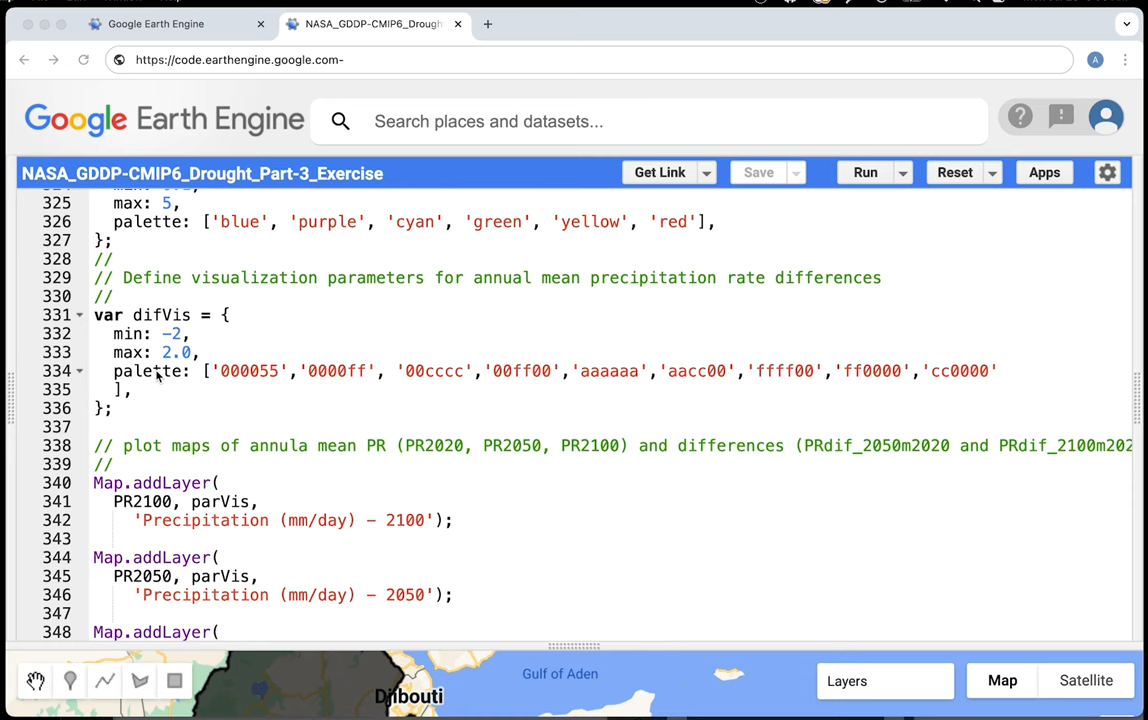 Google Earth Engine
NASA_GDDP-CMIP6_Drough
https://code.earthengine.google.com-
A
Google Earth Engine
Search places and datasets...
NASA_GDDP-CMIP6_Drought_Part-3_Exercise
Get Link
Save
Run
Reset
Apps
325 max: 5,
326 palette: ['blue', 'purple', 'cyan', 'green', 'yellow', 'red'],
327 };
328 //
329 // Define visualization parameters for annual mean precipitation rate differences
330 //
331 var difVis = {
332 min: -2,
333 max: 2.0,
334 palette: ['000055','0000ff', '00cccc','00ff00','aaaaaa','aacc00','ffff00','ff0000','cc0000'
335 ],
336 };
337
338 // plot maps of annula mean PR (PR2020, PR2050, PR2100) and differences (PRdif_2050m2020 and PRdif_2100m202
339 //
340 Map.addLayer(
341 PR2100, parVis,
342 'Precipitation (mm/day) - 2100');
343
344 Map.addLayer(
345 PR2050, parVis,
346 'Precipitation (mm/day) - 2050');
347
348 Map.addLayer(
Gulf of Aden
Djibouti
Layers
Map
Satellite